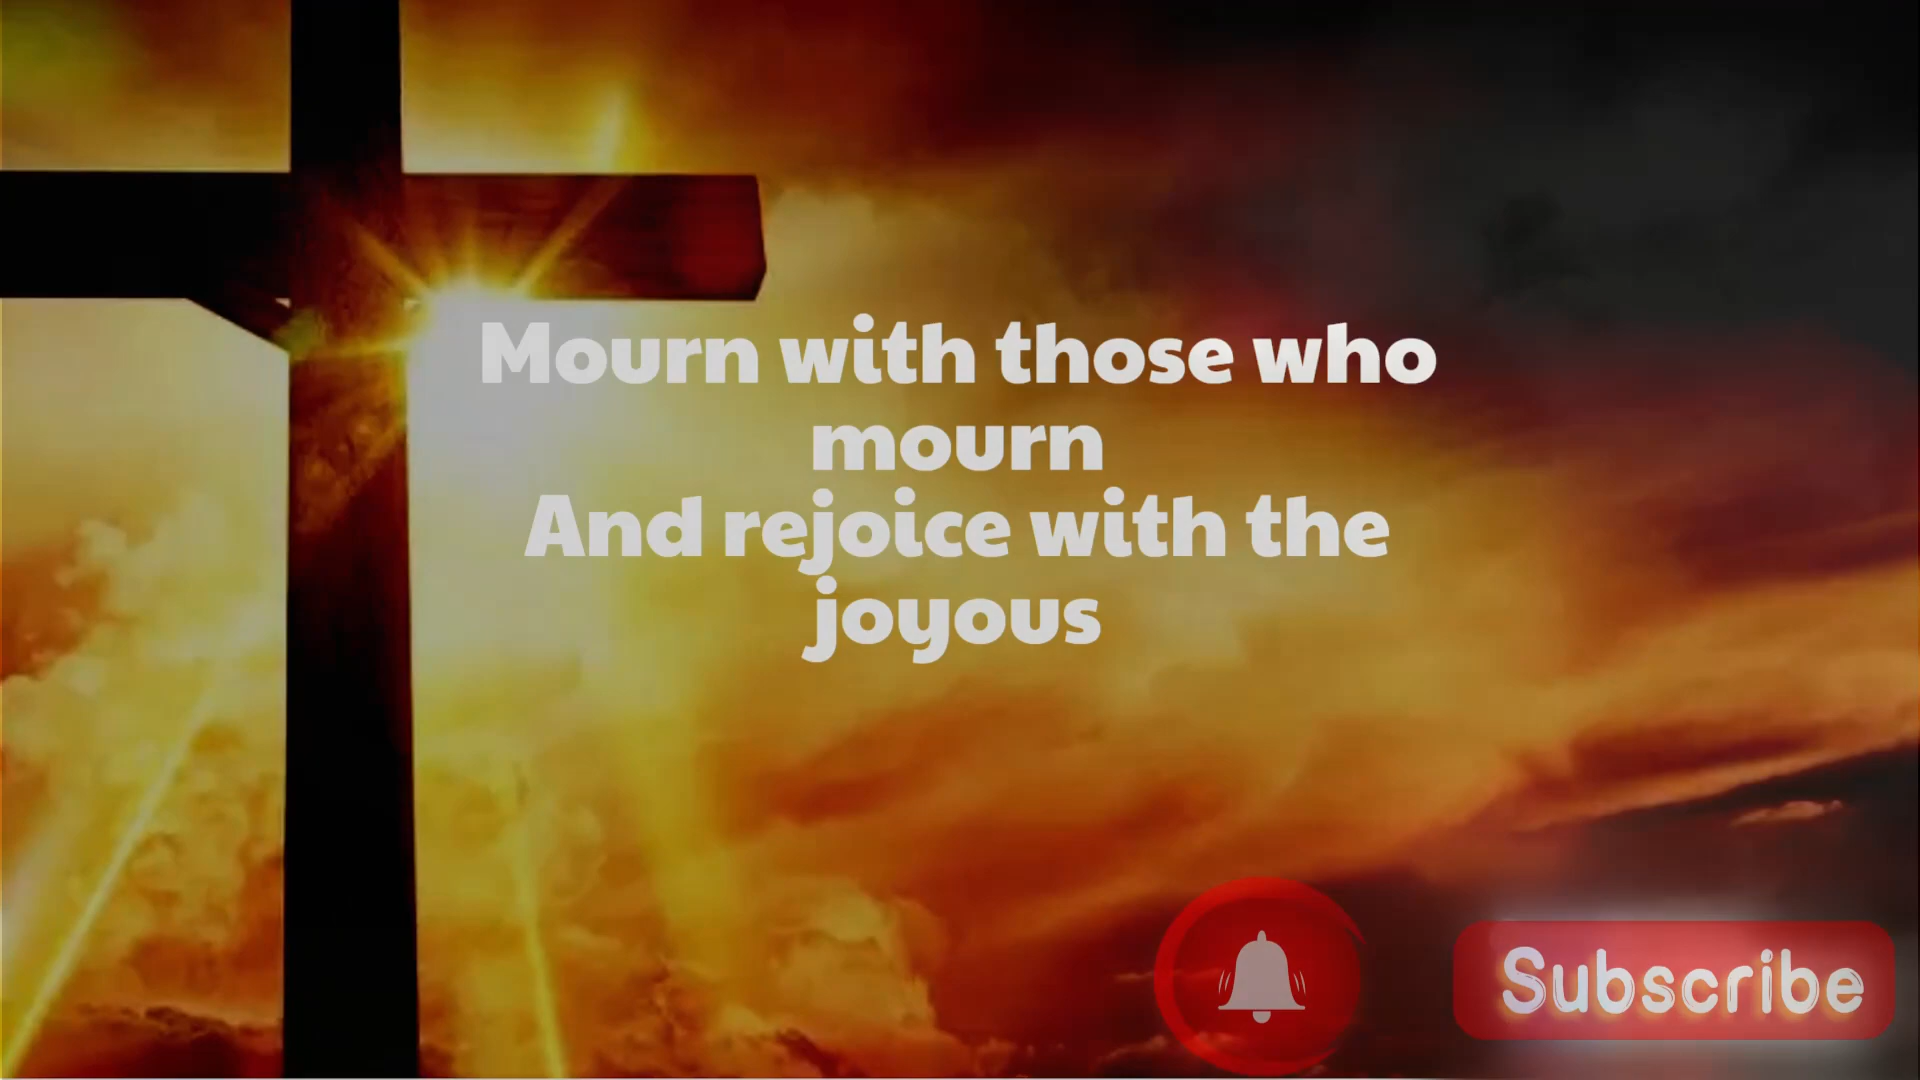 Mourn with those who
mourn
And rejoice with the
joyous
Subscribe